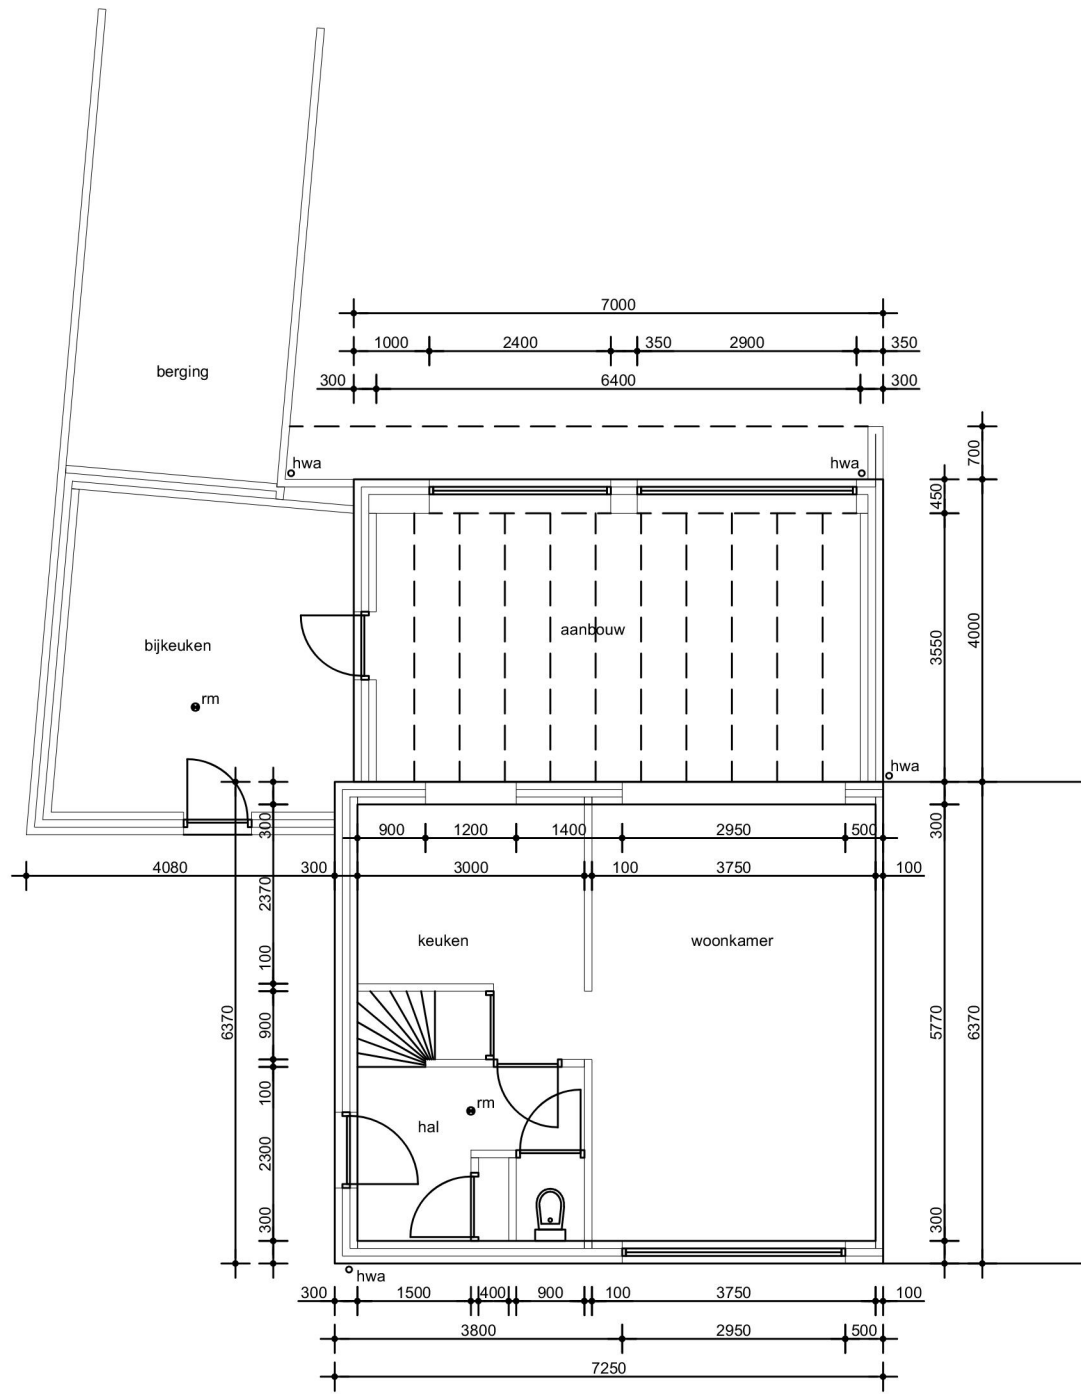 7000
1000 2400 350 2900 350
300 6400 300
berging
700
hwa hwa
450
aanbouw
bijkeuken
3550 4000
rm
hwa
300 900 1200 1400 2950 500 300
4080 300 3000 100 3750 100
2370
keuken woonkamer
100
6370 900 5770 6370
100 rm
hal
2300
300 300
hwa
300 1500 400 900 100 3750 100
3800 2950 500
7250